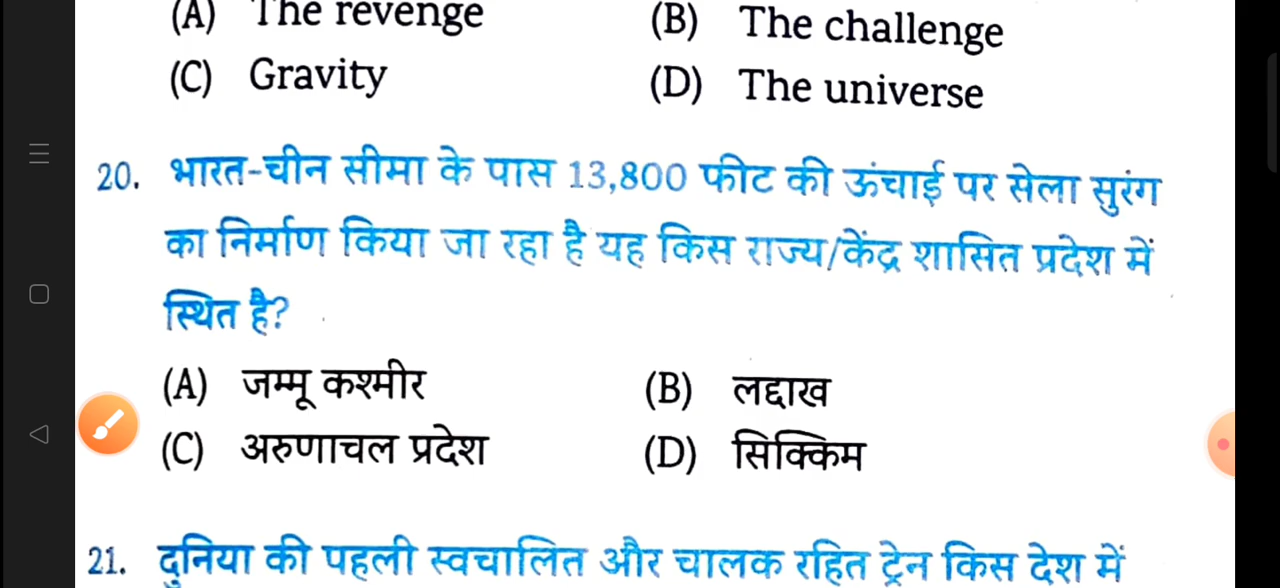 (A) The revenge (B) The challenge
(C) Gravity (D) The universe
20. भारत-चीन सीमा के पास 13,800 फीट की ऊंचाई पर सेला सुरंग
का निर्माण किया जा रहा है यह किस राज्य/केंद्र शासित प्रदेश में
स्थित है?
(A) जम्मू कश्मीर (B) लद्दाख
(C) अरुणाचल प्रदेश (D) सिक्किम
21. दुनिया की पहली स्वचालित और चालक रहित ट्रेन किस देश में